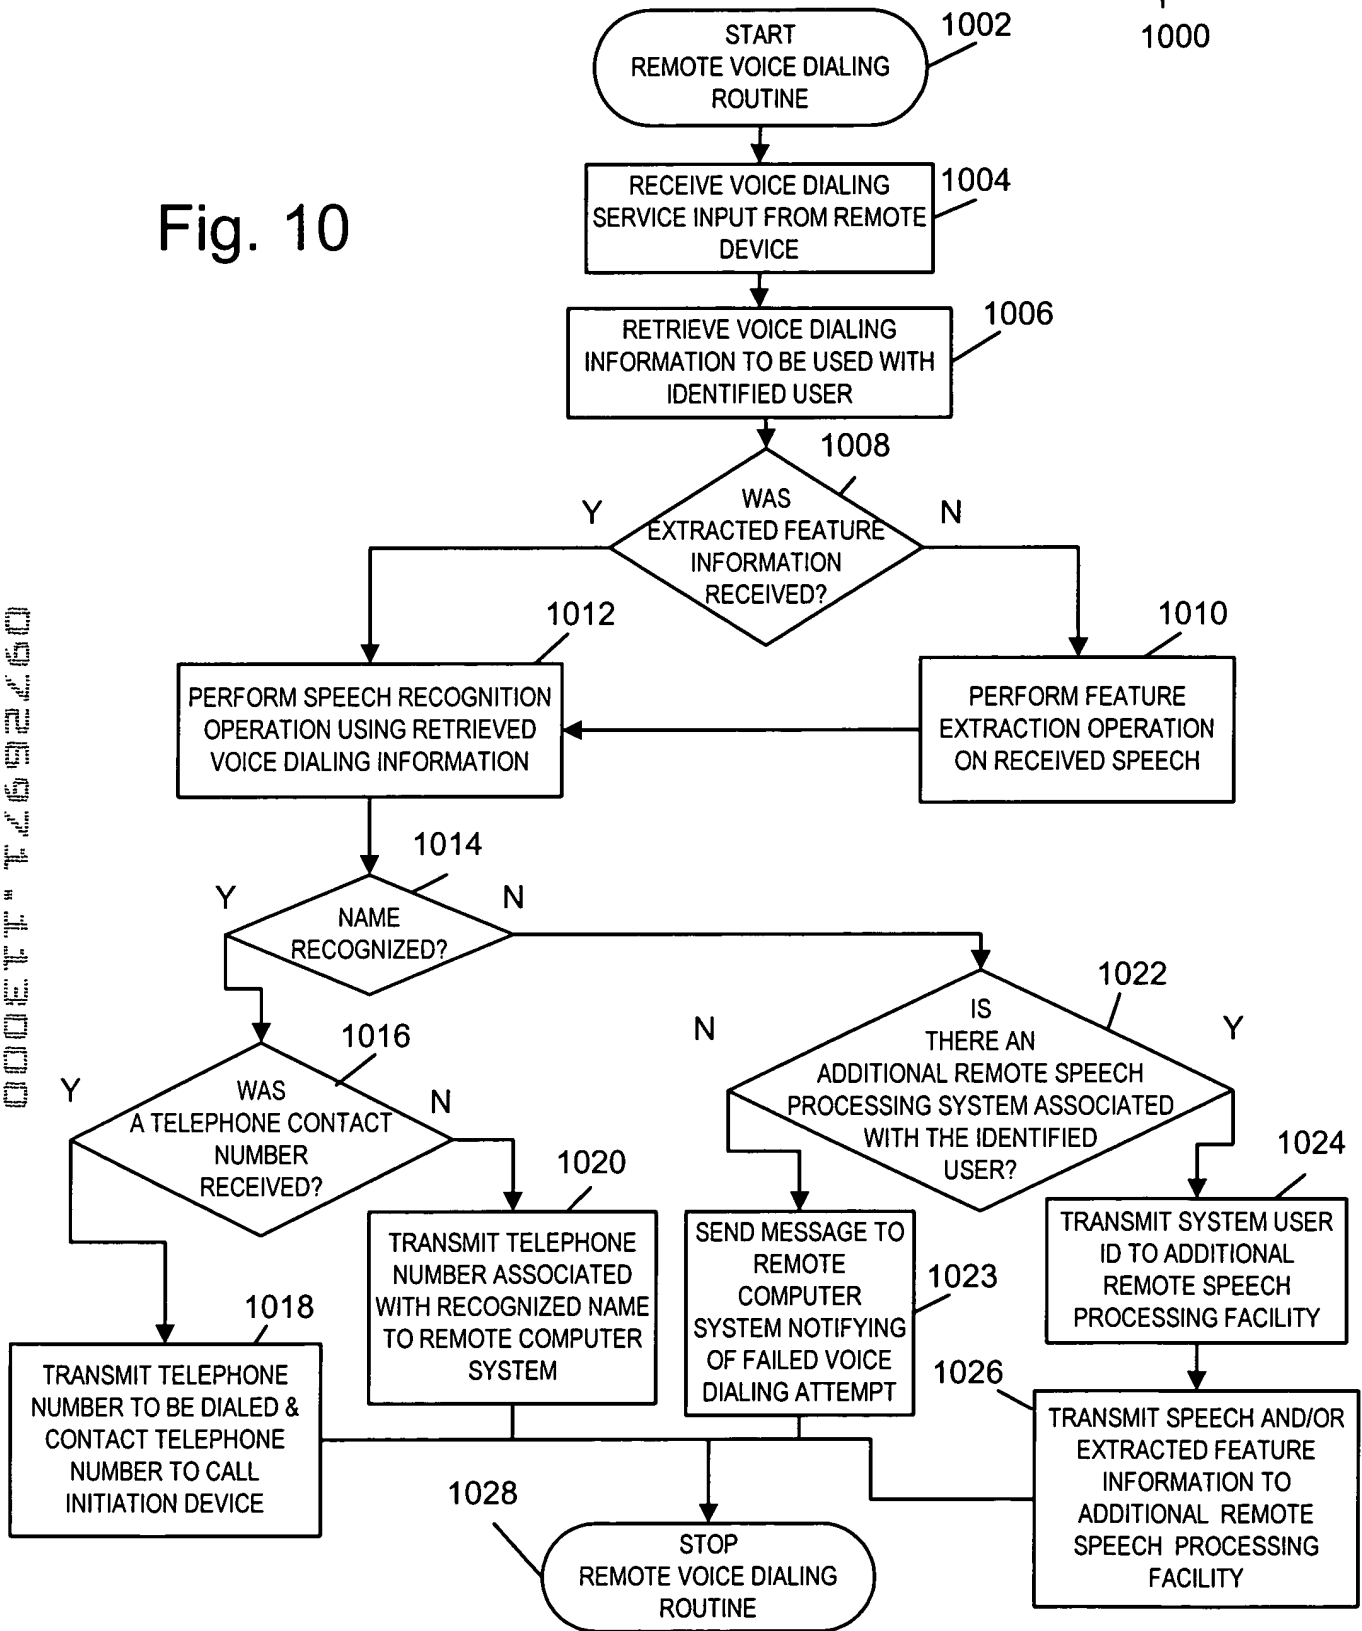 START
REMOTE VOICE DIALING
ROUTINE
1002
1000
Fig. 10
RECEIVE VOICE DIALING
SERVICE INPUT FROM REMOTE
DEVICE
1004
RETRIEVE VOICE DIALING
INFORMATION TO BE USED WITH
IDENTIFIED USER
1006
1008
Y
WAS
EXTRACTED FEATURE
INFORMATION
RECEIVED?
N
1012
PERFORM SPEECH RECOGNITION
OPERATION USING RETRIEVED
VOICE DIALING INFORMATION
1010
PERFORM FEATURE
EXTRACTION OPERATION
ON RECEIVED SPEECH
1014
Y
NAME
RECOGNIZED?
N
1016
Y
WAS
A TELEPHONE CONTACT
NUMBER
RECEIVED?
N
1022
N
IS
THERE AN
ADDITIONAL REMOTE SPEECH
PROCESSING SYSTEM ASSOCIATED
WITH THE IDENTIFIED
USER?
Y
1020
TRANSMIT TELEPHONE
NUMBER ASSOCIATED
WITH RECOGNIZED NAME
TO REMOTE COMPUTER
SYSTEM
SEND MESSAGE TO
REMOTE
COMPUTER
SYSTEM NOTIFYING
OF FAILED VOICE
DIALING ATTEMPT
1023
1024
TRANSMIT SYSTEM USER
ID TO ADDITIONAL
REMOTE SPEECH
PROCESSING FACILITY
1018
TRANSMIT TELEPHONE
NUMBER TO BE DIALED &
CONTACT TELEPHONE
NUMBER TO CALL
INITIATION DEVICE
1026
TRANSMIT SPEECH AND/OR
EXTRACTED FEATURE
INFORMATION TO
ADDITIONAL REMOTE
SPEECH PROCESSING
FACILITY
1028
STOP
REMOTE VOICE DIALING
ROUTINE